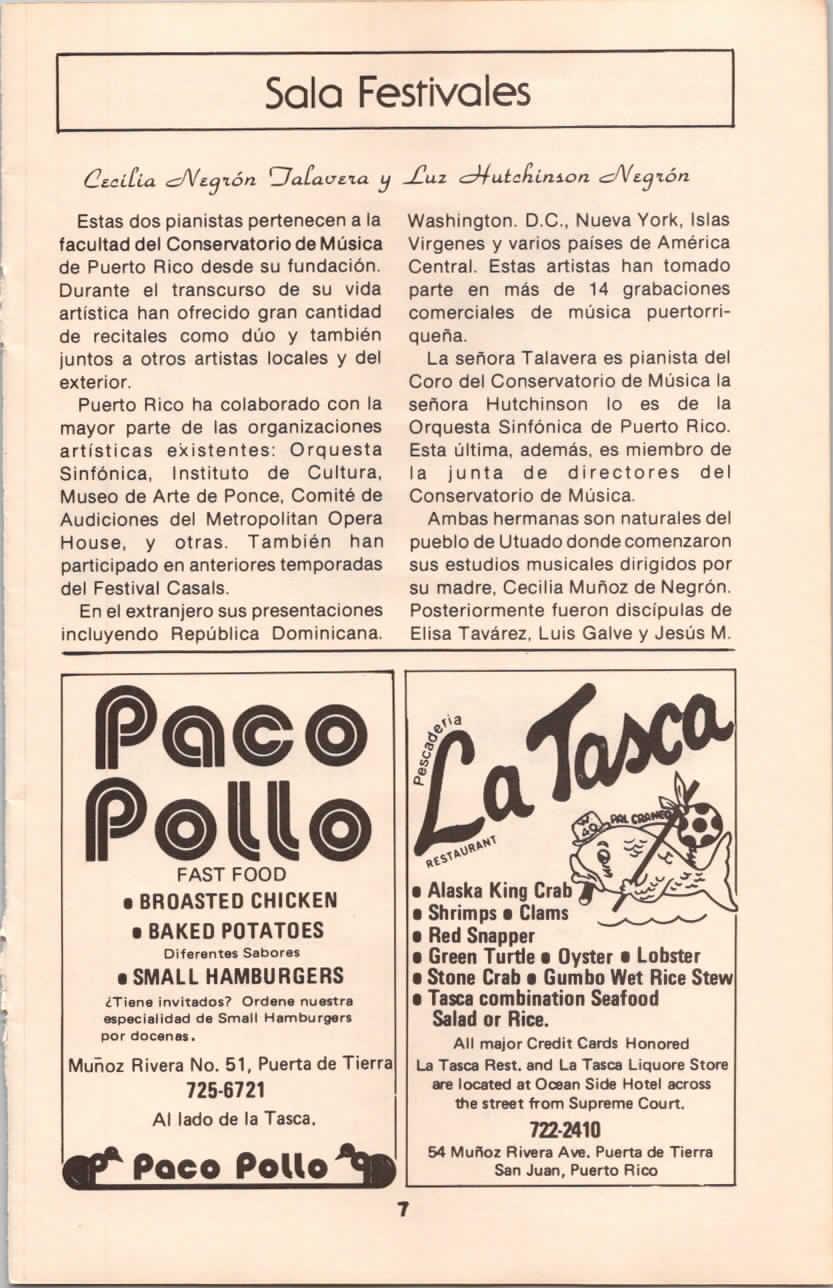 Sala Festivales
Cecilia Negrón Talavera y Luz Hutchinson Negrón
Estas dos pianistas pertenecen a la
facultad del Conservatorio de Música
de Puerto Rico desde su fundación.
Durante el transcurso de su vida
artística han ofrecido gran cantidad
de recitales como dúo y también
juntos a otros artistas locales y del
exterior.
Puerto Rico ha colaborado con la
mayor parte de las organizaciones
artísticas existentes: Orquesta
Sinfónica, Instituto de Cultura,
Museo de Arte de Ponce, Comité de
Audiciones del Metropolitan Opera
House, y otras. También han
participado en anteriores temporadas
del Festival Casals.
En el extranjero sus presentaciones
incluyendo República Dominicana.
Washington. D.C., Nueva York, Islas
Virgenes y varios países de América
Central. Estas artistas han tomado
parte en más de 14 grabaciones
comerciales de música puertorri-
queña.
La señora Talavera es pianista del
Coro del Conservatorio de Música la
señora Hutchinson lo es de la
Orquesta Sinfónica de Puerto Rico.
Esta última, además, es miembro de
la junta de directores del
Conservatorio de Música.
Ambas hermanas son naturales del
pueblo de Utuado donde comenzaron
sus estudios musicales dirigidos por
su madre, Cecilia Muñoz de Negrón.
Posteriormente fueron discípulas de
Elisa Tavárez, Luis Galve y Jesús M.
Paco
Pollo
FAST FOOD
• BROASTED CHICKEN
• BAKED POTATOES
Diferentes Sabores
• SMALL HAMBURGERS
¿Tiene invitados? Ordene nuestra
especialidad de Small Hamburgers
por docenas.
Muñoz Rivera No. 51, Puerta de Tierra
725-6721
Al lado de la Tasca.
Paco Pollo
Pescaderia
La Tasca
RESTAURANT
PAL CRANEO
• Alaska King Crab
• Shrimps • Clams
• Red Snapper
• Green Turtle • Oyster • Lobster
• Stone Crab • Gumbo Wet Rice Stew
• Tasca combination Seafood
Salad or Rice.
All major Credit Cards Honored
La Tasca Rest. and La Tasca Liquore Store
are located at Ocean Side Hotel across
the street from Supreme Court.
722-2410
54 Muñoz Rivera Ave. Puerta de Tierra
San Juan, Puerto Rico
7